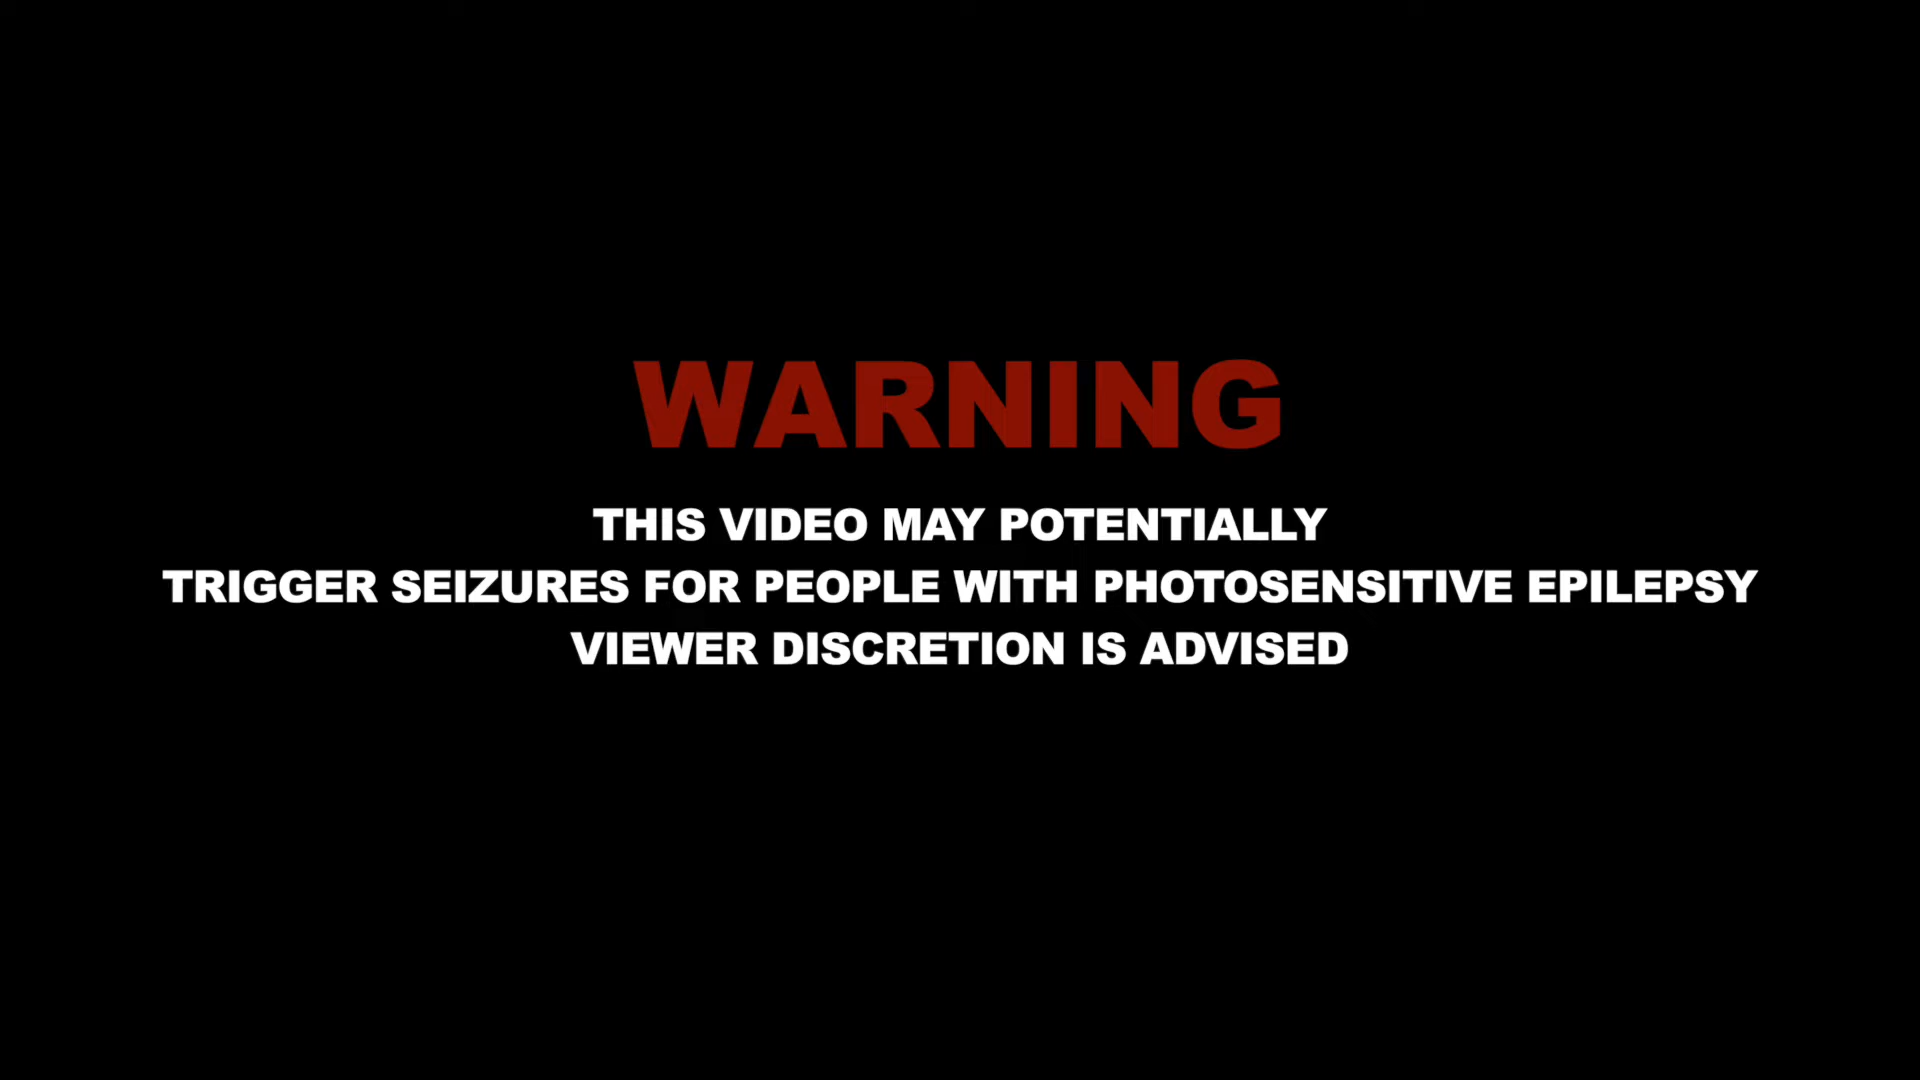 WARNING
THIS VIDEO MAY POTENTIALLY
TRIGGER SEIZURES FOR PEOPLE WITH PHOTOSENSITIVE EPILEPSY
VIEWER DISCRETION IS ADVISED